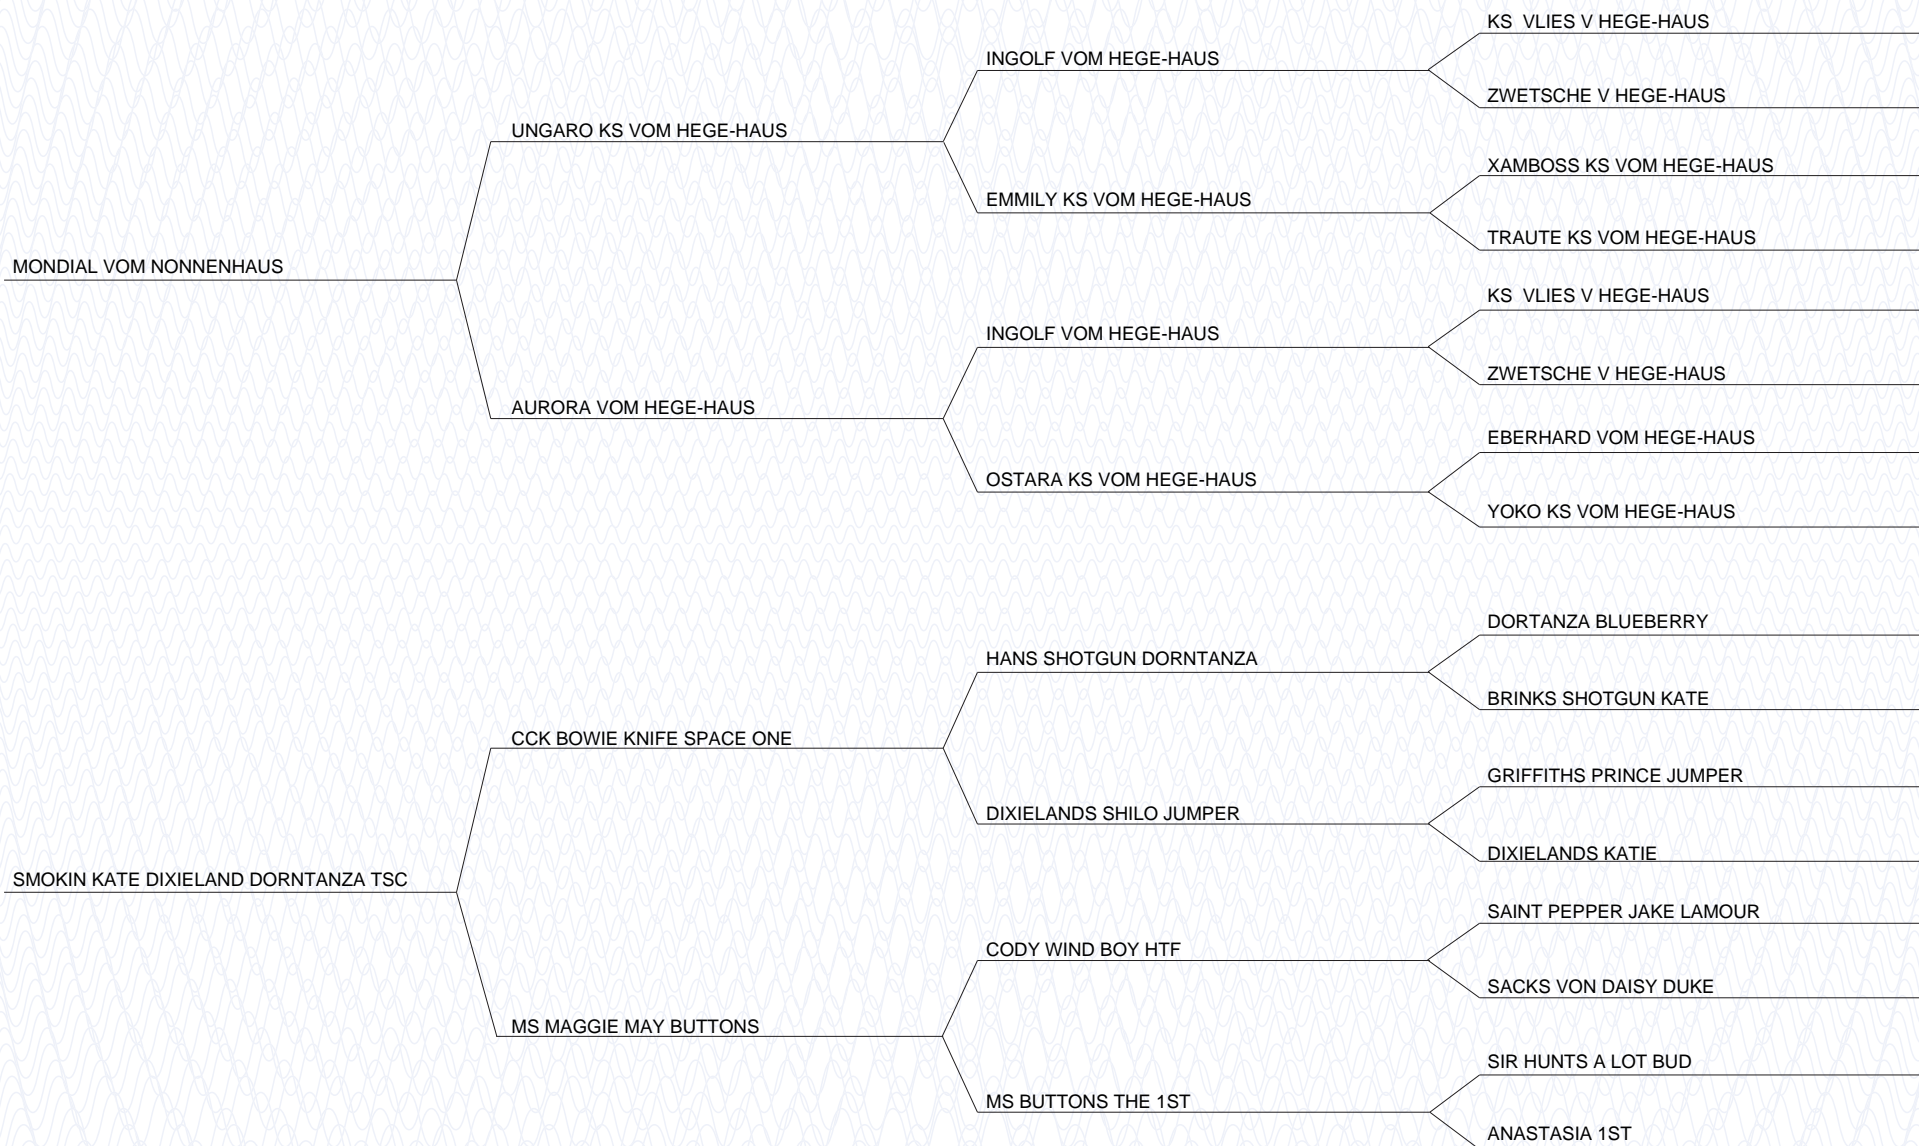 KS  VLIES V HEGE-HAUS
INGOLF VOM HEGE-HAUS
ZWETSCHE V HEGE-HAUS
UNGARO KS VOM HEGE-HAUS
XAMBOSS KS VOM HEGE-HAUS
EMMILY KS VOM HEGE-HAUS
TRAUTE KS VOM HEGE-HAUS
MONDIAL VOM NONNENHAUS
KS  VLIES V HEGE-HAUS
INGOLF VOM HEGE-HAUS
ZWETSCHE V HEGE-HAUS
AURORA VOM HEGE-HAUS
EBERHARD VOM HEGE-HAUS
OSTARA KS VOM HEGE-HAUS
YOKO KS VOM HEGE-HAUS
DORTANZA BLUEBERRY
HANS SHOTGUN DORNTANZA
BRINKS SHOTGUN KATE
CCK BOWIE KNIFE SPACE ONE
GRIFFITHS PRINCE JUMPER
DIXIELANDS SHILO JUMPER
DIXIELANDS KATIE
SMOKIN KATE DIXIELAND DORNTANZA TSC
SAINT PEPPER JAKE LAMOUR
CODY WIND BOY HTF
SACKS VON DAISY DUKE
MS MAGGIE MAY BUTTONS
SIR HUNTS A LOT BUD
MS BUTTONS THE 1ST
ANASTASIA 1ST